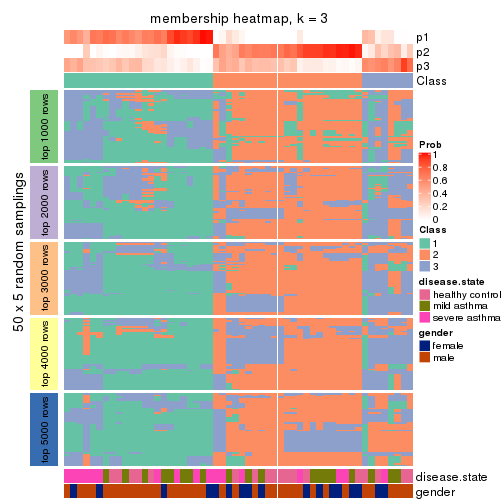 membership heatmap, k = 3
p1
p2
p3
Class
50 x 5 random samplings
top 1000 rows
top 2000 rows
top 3000 rows
top 4000 rows
top 5000 rows
disease.state
gender
Prob
1
0.8
0.6
0.4
0.2
0
Class
1
2
3
disease.state
healthy control
mild asthma
severe asthma
gender
female
male